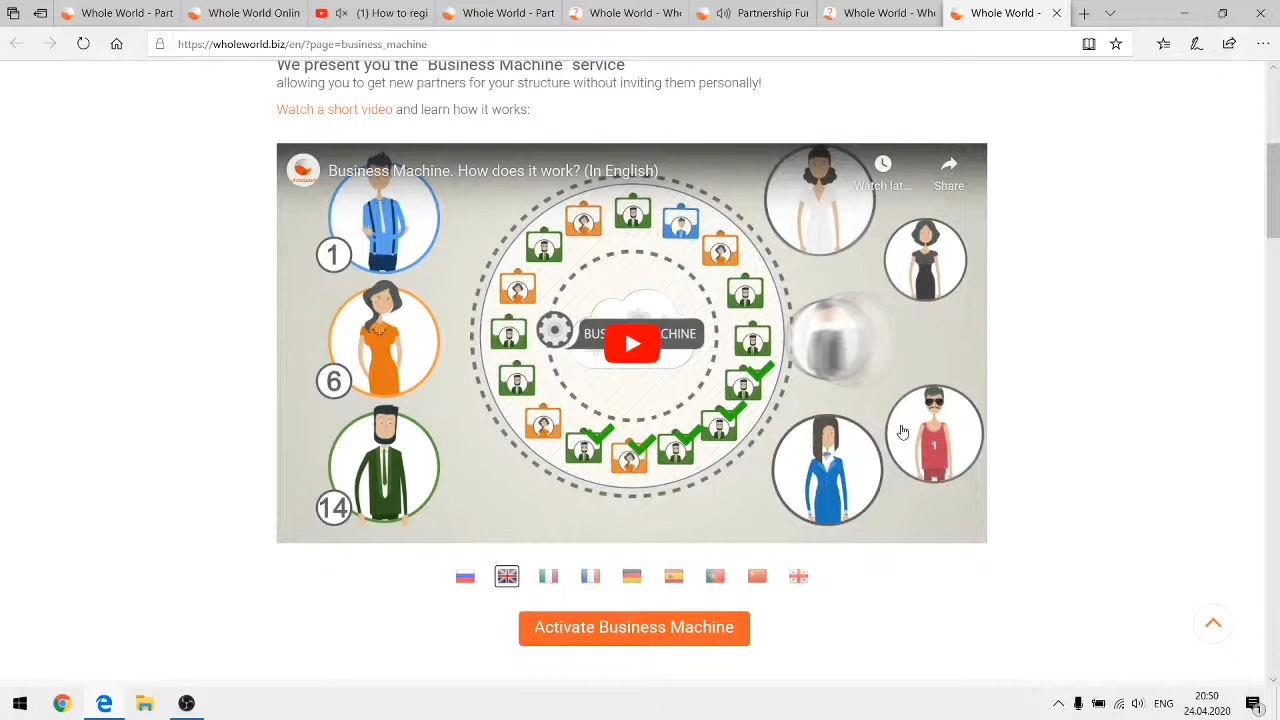 Whole World - Part
Whole World Onlin
(1) How to regi
Whole World - Part
Whole World - Who
Partnership Fun
Whole World - Wh
Whole World -
https://wholeworld.biz/en/?page=business_machine
We present you the "Business Machine" service
allowing you to get new partners for your structure without inviting them personally!
Watch a short video and learn how it works:
Business Machine. How does it work? (In English)
Watch lat...
Share
1
6
14
1
Activate Business Machine
ENG
20:50
24.04.2020